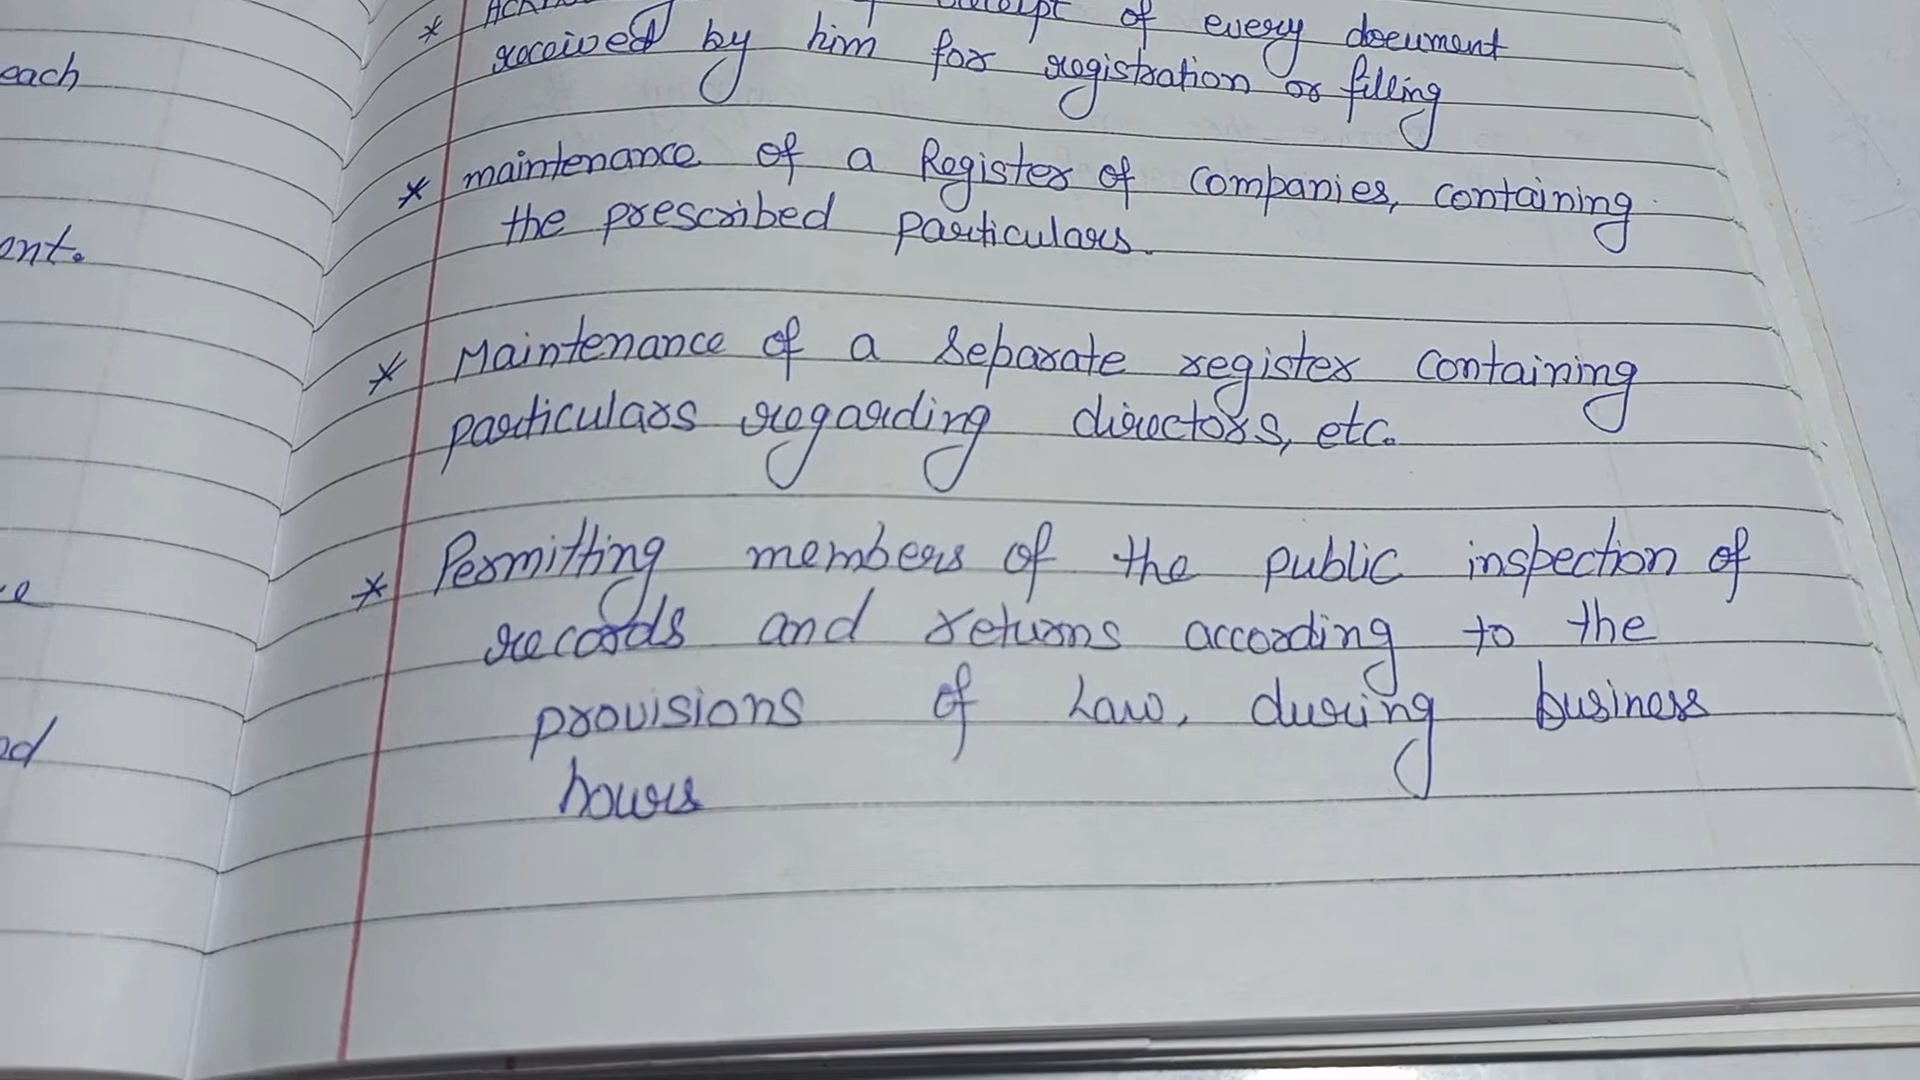 each
ent.
e
* receipt of every document
received by him for registration or filling
* maintenance of a Register of companies, containing
the prescribed particulars.
* Maintenance of a separate register containing
particulars regarding directors, etc.
* Permitting members of the public inspection of
records and returns according to the
provisions of Law, during business
hours